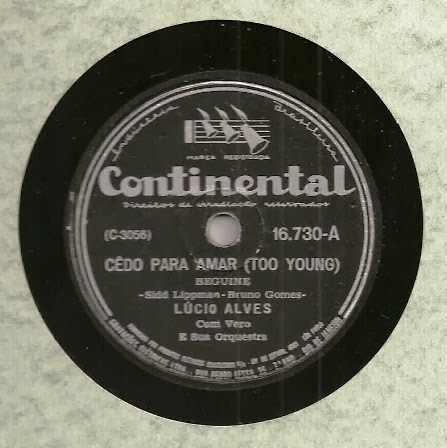 Indústria Brasileira
MARCA REGISTRADA
Continental
Direitos de irradiação reservados
(C-3056) 16.730-A
CÊDO PARA AMAR (TOO YOUNG)
BEGUINE
-Sidd Lippman-Bruno Gomes-
LÚCIO ALVES
Com Vero
E Sua Orquestra